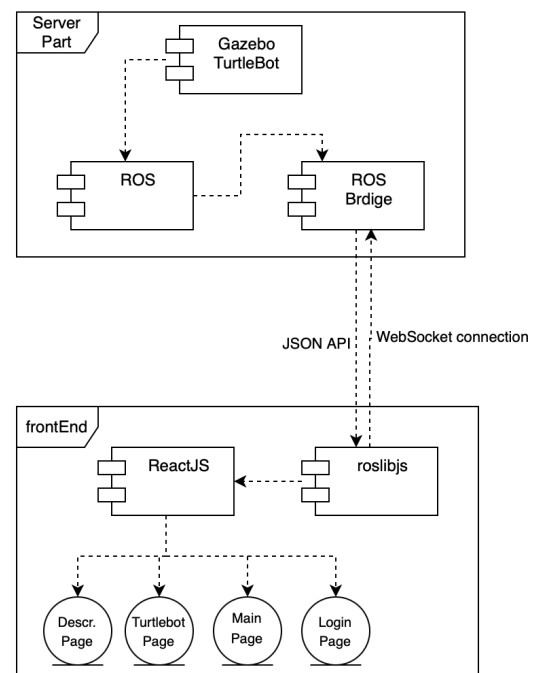 Server
Part
Gazebo
TurtleBot
ROS
ROS
Brdige
JSON API
WebSocket connection
frontEnd
ReactJS
roslibjs
Descr.
Page
Turtlebot
Page
Main
Page
Login
Page